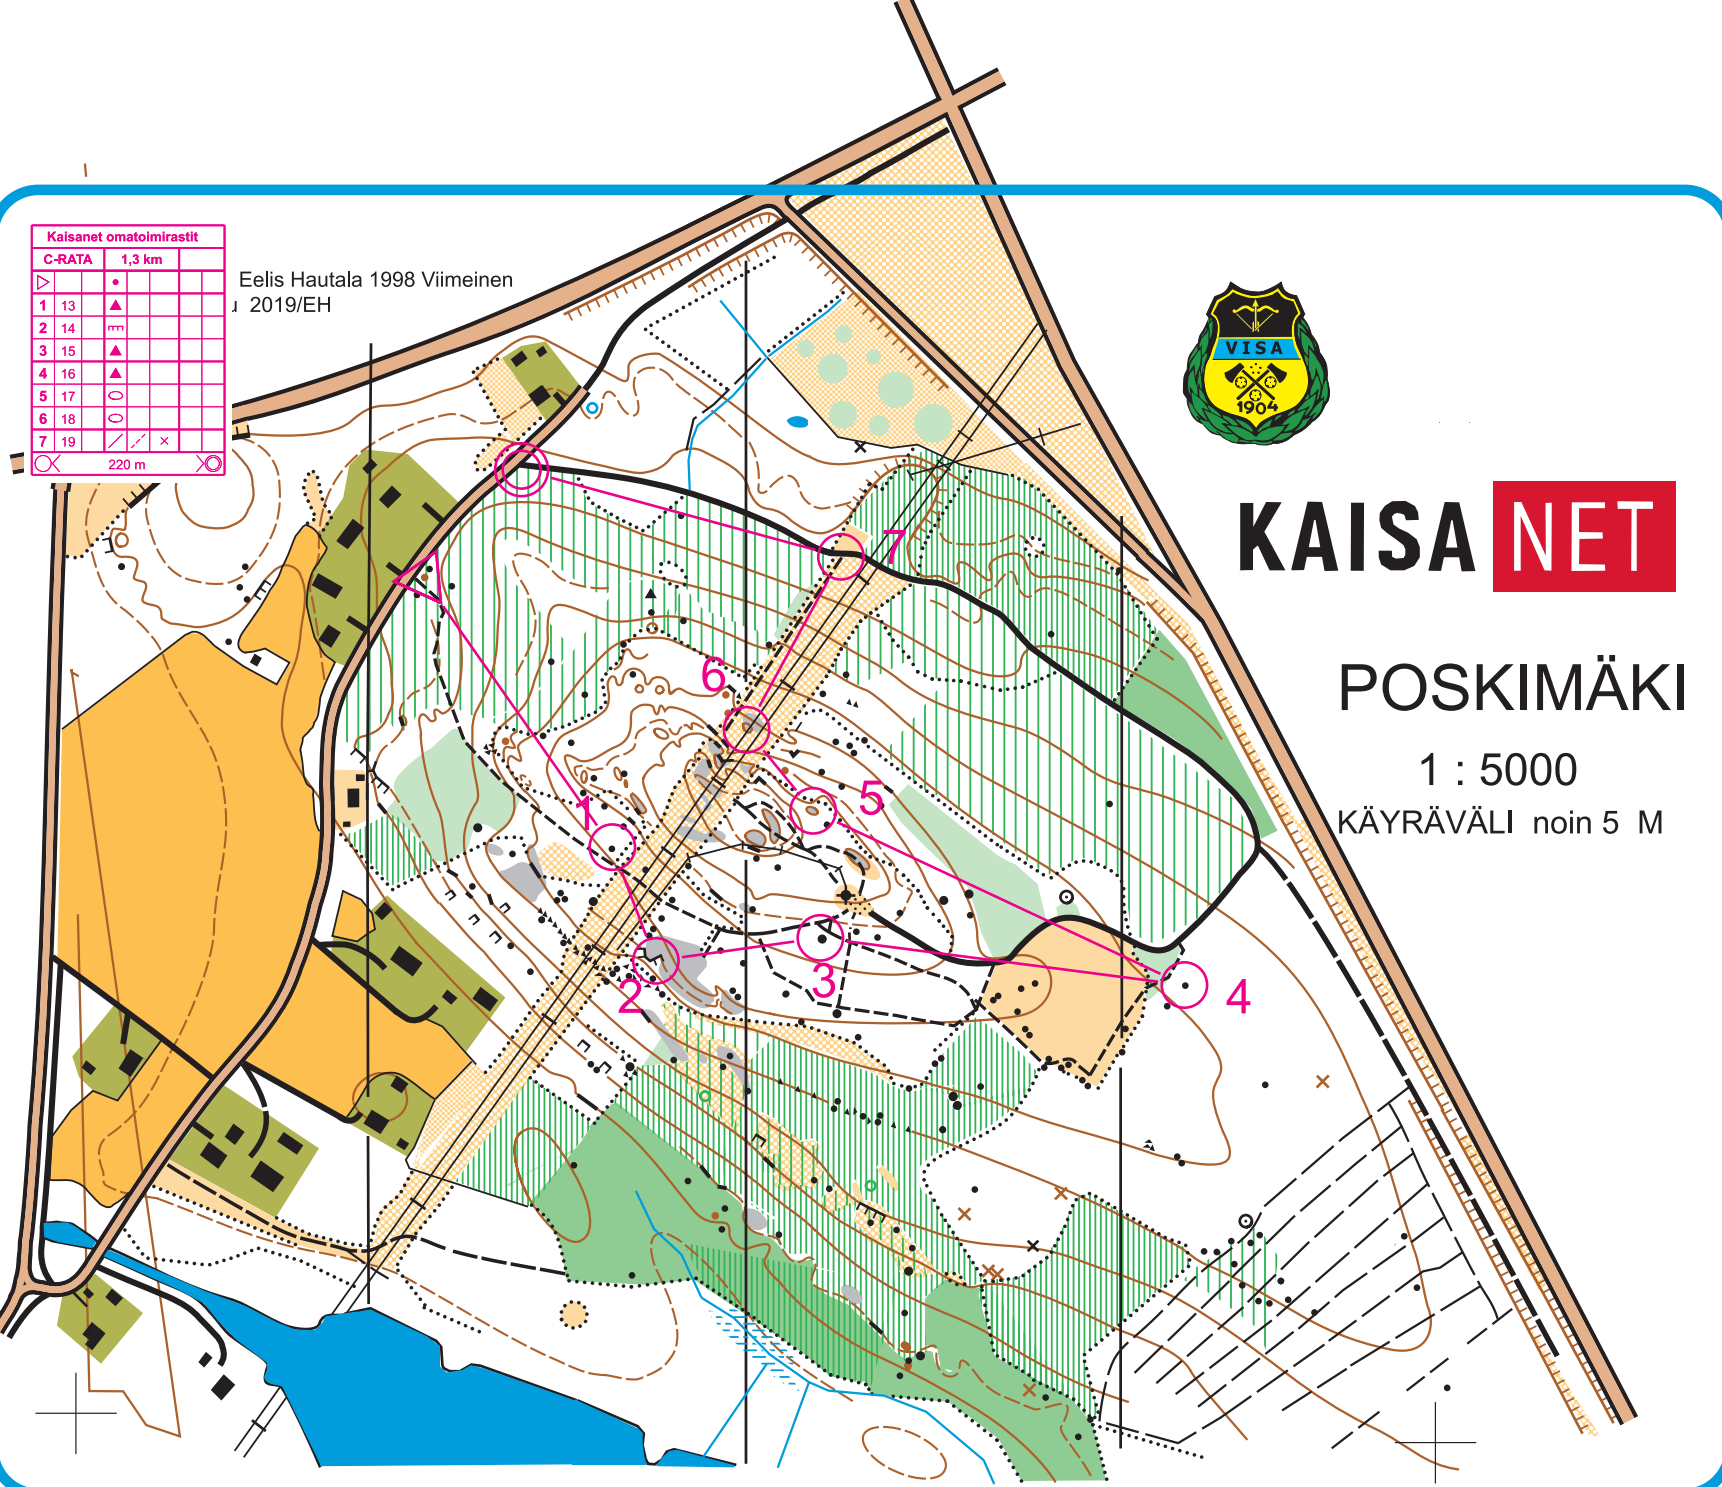 Kaisanet omatoimirastit
C-RATA 1,3 km
1 13
2 14
3 15
4 16
5 17
6 18
7 19
220 m
Eelis Hautala 1998 Viimeinen
2019/EH
VISA
1904
KAISA NET
POSKIMÄKI
1 : 5000
KÄYRÄVÄLI noin 5 M
7
6
5
1
3
2
4